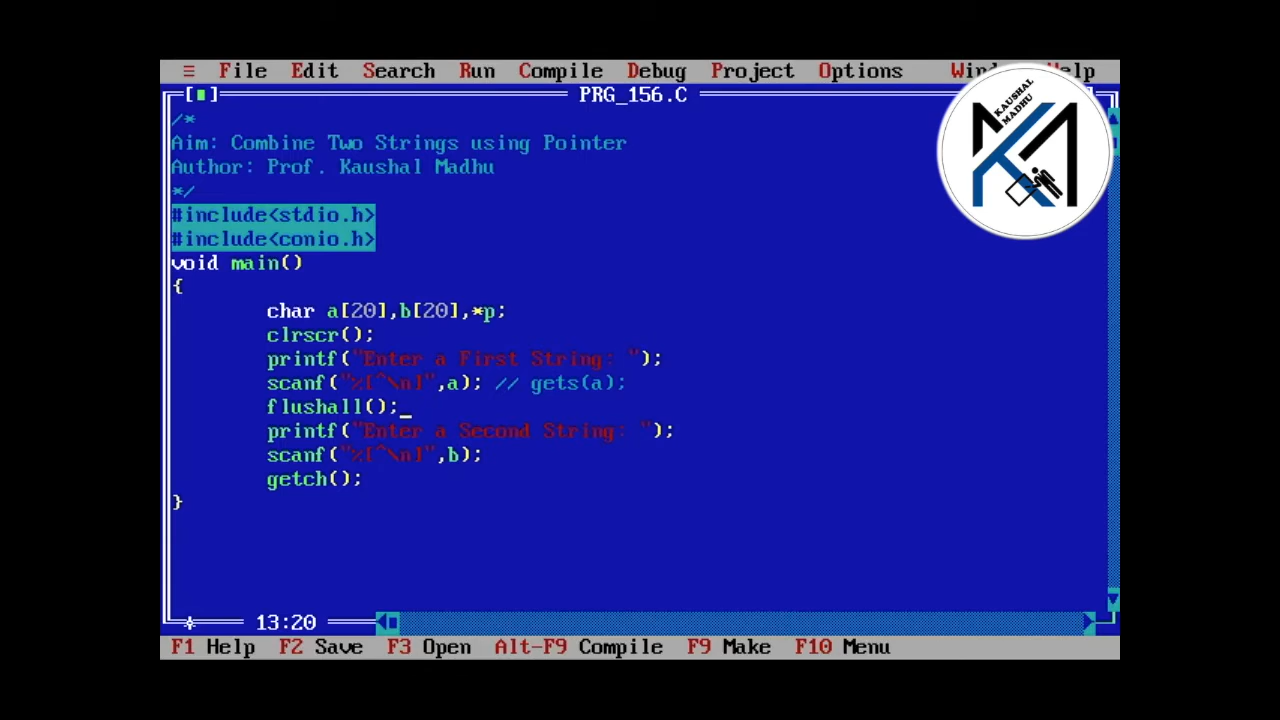 ≡ File Edit Search Run Compile Debug Project Options Help
PRG_156.C
KAUSHAL
MADHU
/*
Aim: Combine Two Strings using Pointer
Author: Prof. Kaushal Madhu
*/
#include<stdio.h>
#include<conio.h>
void main()
{
char a[20],b[20],*p;
clrscr();
printf("Enter a First String: ");
scanf("%[^\n]",a); // gets(a);
flushall();_
printf("Enter a Second String: ");
scanf("%[^\n]",b);
getch();
}
13:20
F1 Help F2 Save F3 Open Alt-F9 Compile F9 Make F10 Menu